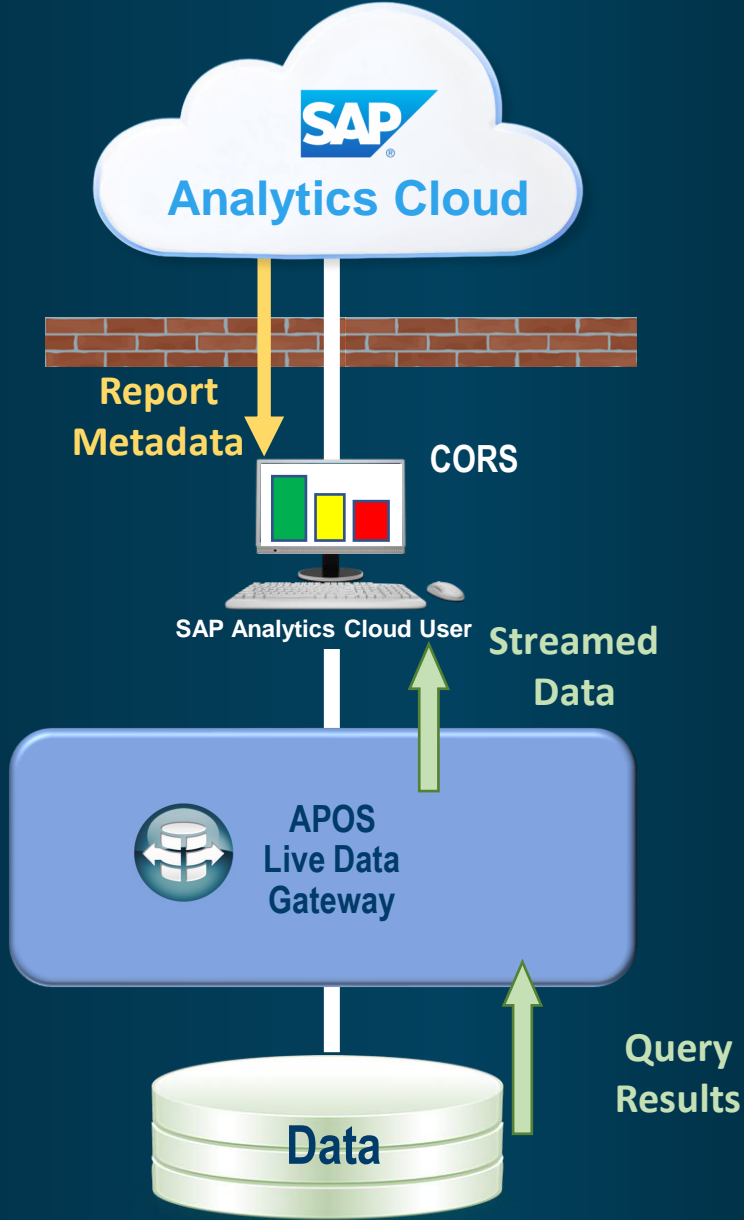 SAP
®
Analytics Cloud
Report
Metadata
CORS
SAP Analytics Cloud User
Streamed
Data
APOS
Live Data
Gateway
Query
Results
Data